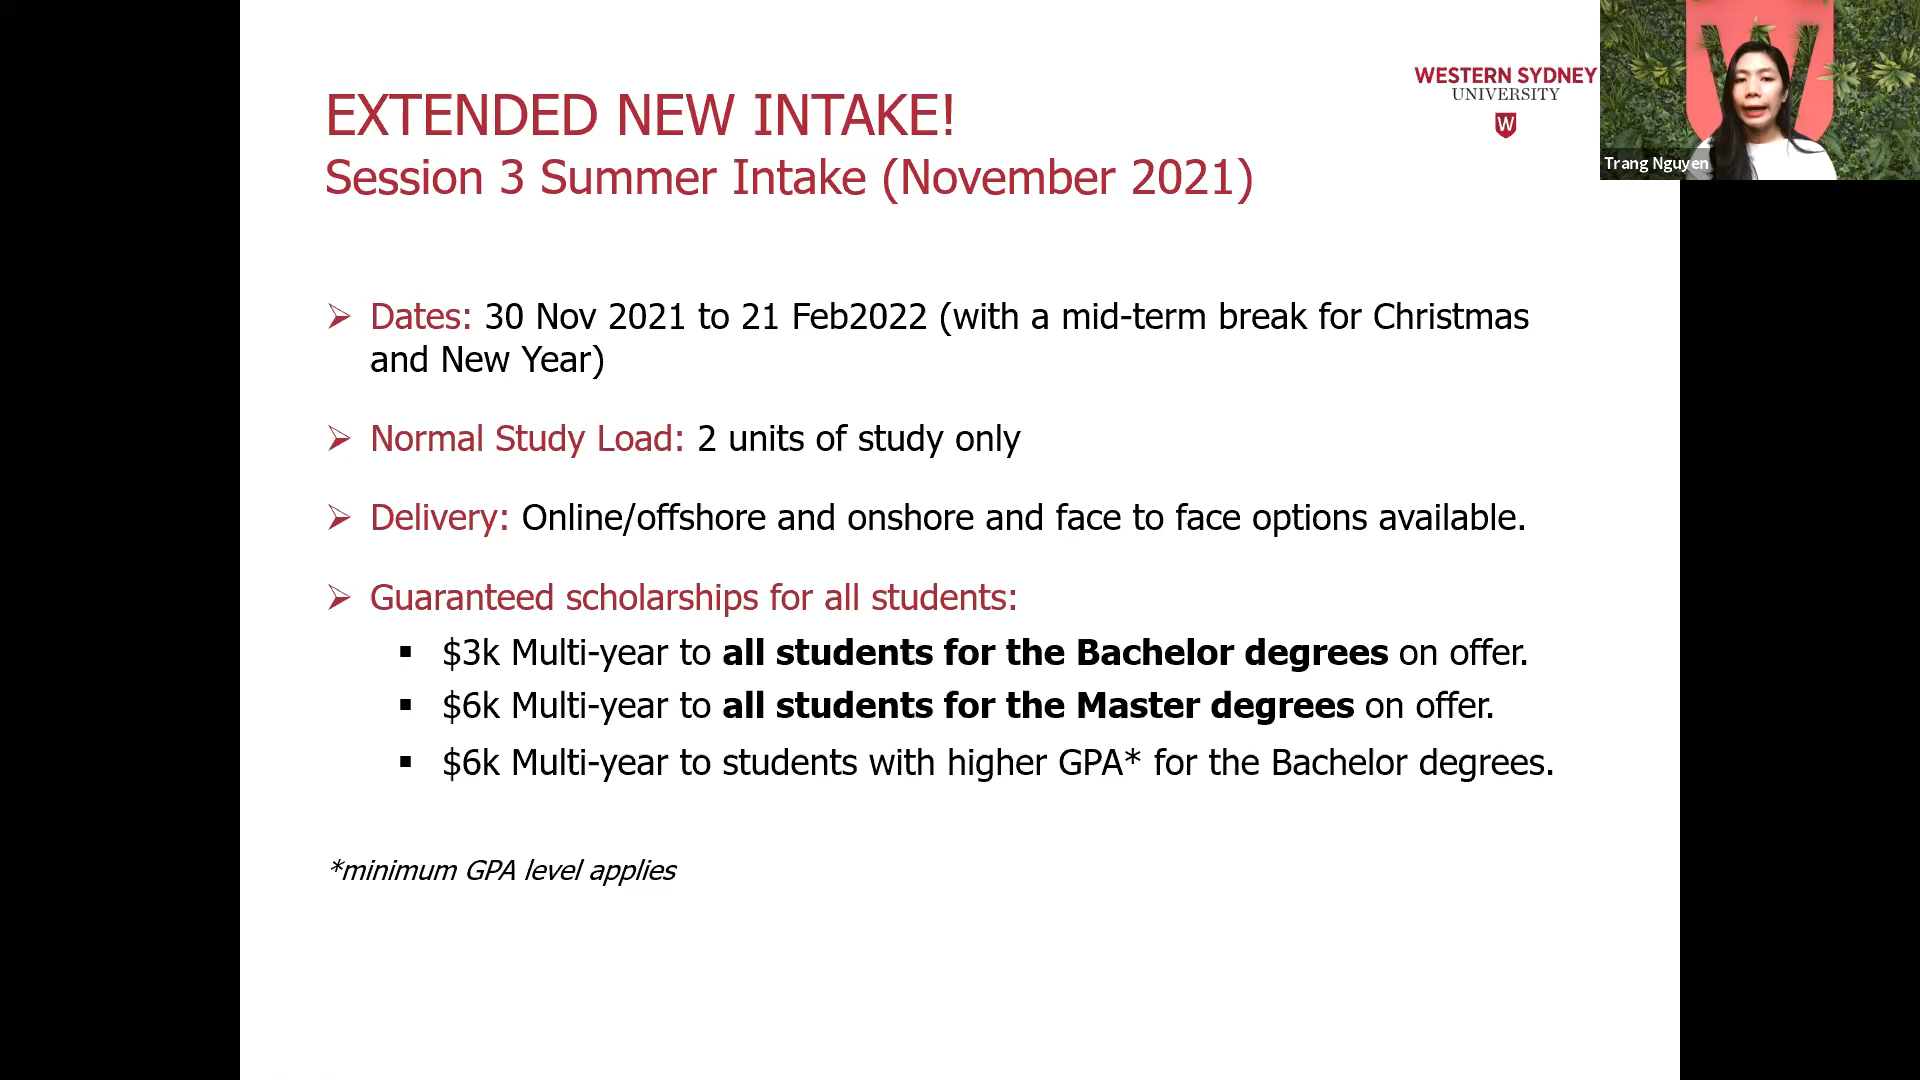 EXTENDED NEW INTAKE!
Session 3 Summer Intake (November 2021)
WESTERN SYDNEY
UNIVERSITY
W
Trang Nguyen
Dates: 30 Nov 2021 to 21 Feb2022 (with a mid-term break for Christmas
and New Year)
Normal Study Load: 2 units of study only
Delivery: Online/offshore and onshore and face to face options available.
Guaranteed scholarships for all students:
$3k Multi-year to all students for the Bachelor degrees on offer.
$6k Multi-year to all students for the Master degrees on offer.
$6k Multi-year to students with higher GPA* for the Bachelor degrees.
*minimum GPA level applies